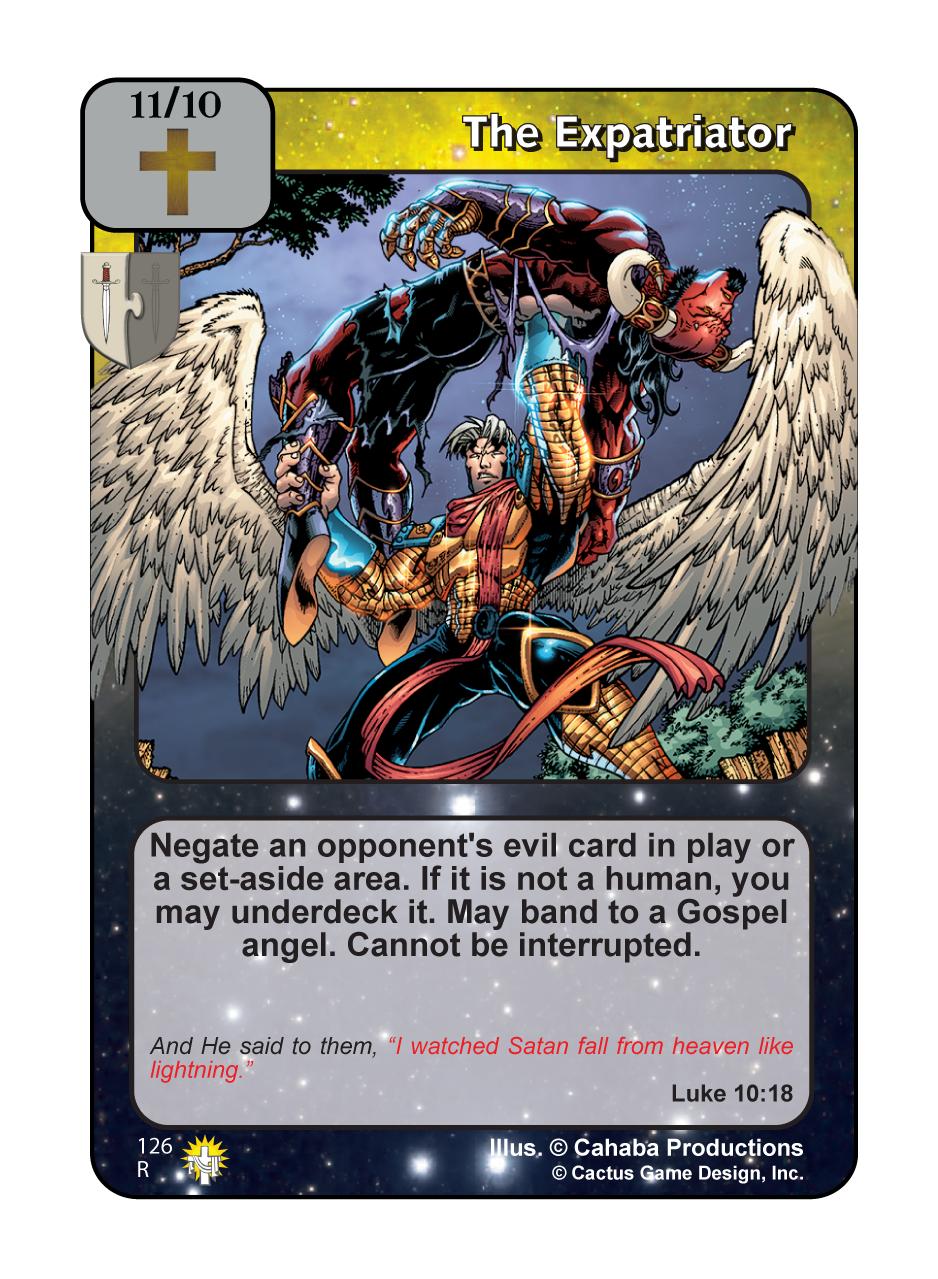 11/10
The Expatriator
Negate an opponent's evil card in play or
a set-aside area. If it is not a human, you
may underdeck it. May band to a Gospel
angel. Cannot be interrupted.
And He said to them, “I watched Satan fall from heaven like
lightning.”
Luke 10:18
126
R
Illus. © Cahaba Productions
© Cactus Game Design, Inc.